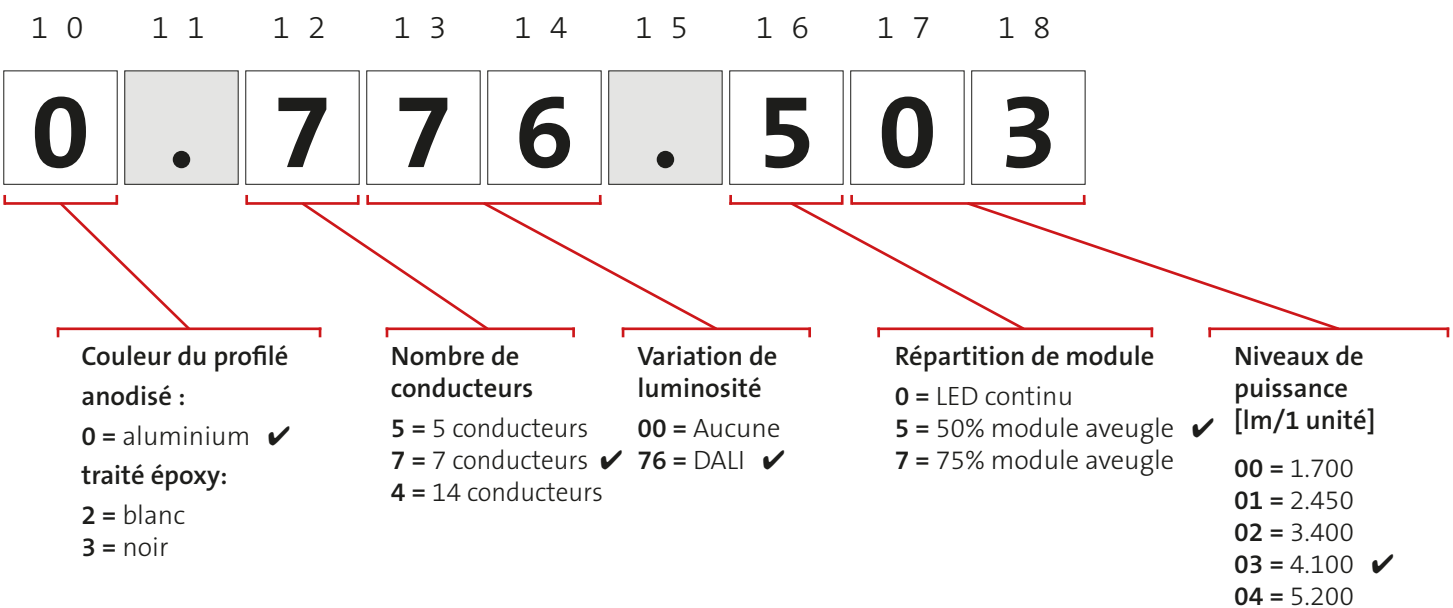 10 11 12 13 14 15 16 17 18
0 . 7 7 6 . 5 0 3
Couleur du profilé
anodisé :
0 = aluminium ✔
traité époxy:
2 = blanc
3 = noir
Nombre de
conducteurs
5 = 5 conducteurs
7 = 7 conducteurs ✔
4 = 14 conducteurs
Variation de
luminosité
00 = Aucune
76 = DALI ✔
Répartition de module
0 = LED continu
5 = 50% module aveugle ✔
7 = 75% module aveugle
Niveaux de
puissance
[lm/1 unité]
00 = 1.700
01 = 2.450
02 = 3.400
03 = 4.100 ✔
04 = 5.200